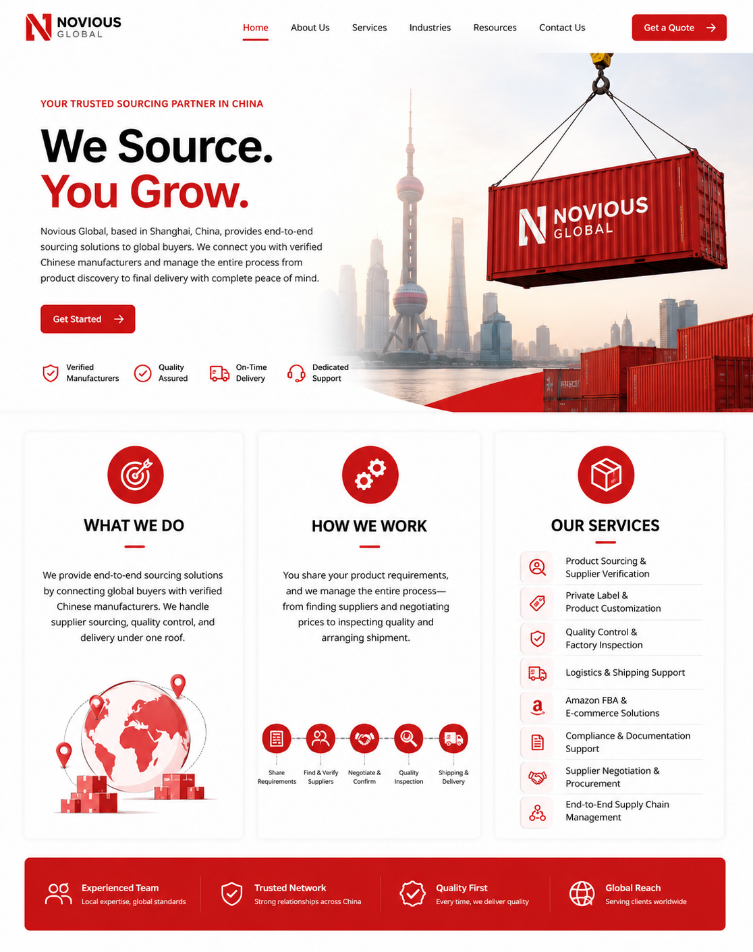 NOVIOUS
GLOBAL
Home
About Us
Services
Industries
Resources
Contact Us
Get a Quote
YOUR TRUSTED SOURCING PARTNER IN CHINA
We Source.
You Grow.
Novious Global, based in Shanghai, China, provides end-to-end
sourcing solutions to global buyers. We connect you with verified
Chinese manufacturers and manage the entire process from
product discovery to final delivery with complete peace of mind.
Get Started
Verified
Manufacturers
Quality
Assured
On-Time
Delivery
Dedicated
Support
NOVIOUS
GLOBAL
WHAT WE DO
We provide end-to-end sourcing solutions
by connecting global buyers with verified
Chinese manufacturers. We handle
supplier sourcing, quality control, and
delivery under one roof.
HOW WE WORK
You share your product requirements,
and we manage the entire process—
from finding suppliers and negotiating
prices to inspecting quality and
arranging shipment.
Share
Requirements
Find & Verify
Suppliers
Negotiate &
Confirm
Quality
Inspection
Shipping &
Delivery
OUR SERVICES
Product Sourcing &
Supplier Verification
Private Label &
Product Customization
Quality Control &
Factory Inspection
Logistics & Shipping Support
Amazon FBA &
E-commerce Solutions
Compliance & Documentation
Support
Supplier Negotiation &
Procurement
End-to-End Supply Chain
Management
Experienced Team
Local expertise, global standards
Trusted Network
Strong relationships across China
Quality First
Every time, we deliver quality
Global Reach
Serving clients worldwide